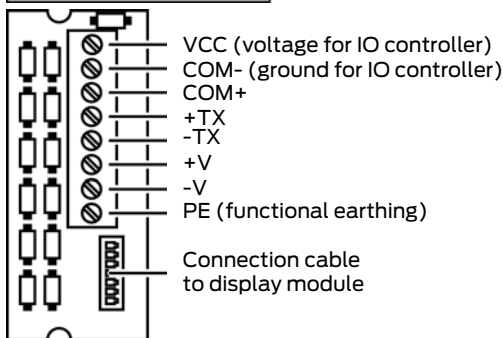 VCC (voltage for IO controller)
COM- (ground for IO controller)
COM+
+TX
-TX
+V
-V
PE (functional earthing)
Connection cable
to display module